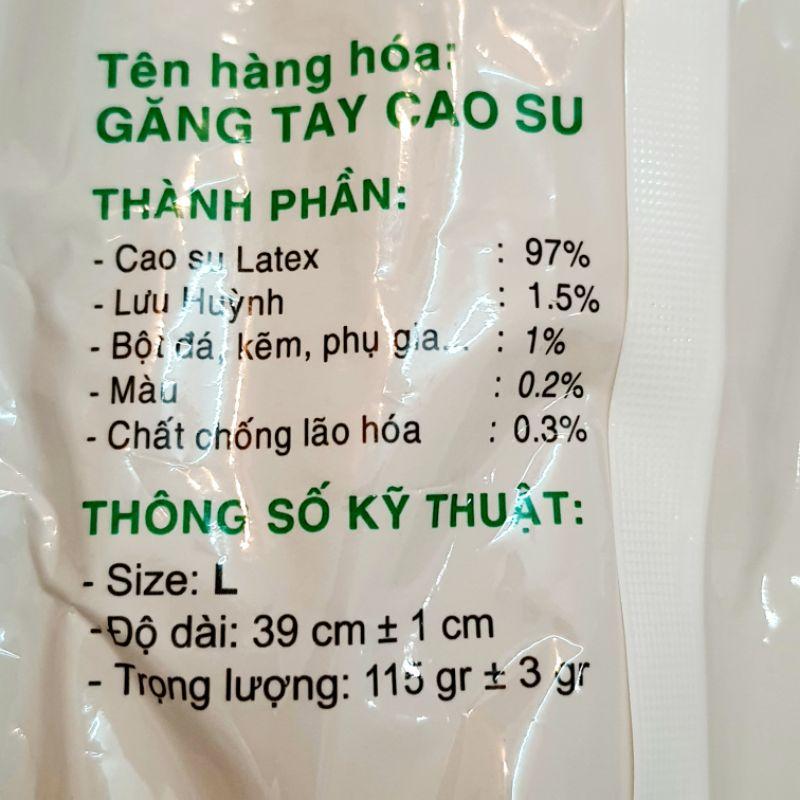 Tên hàng hóa:
GĂNG TAY CAO SU
THÀNH PHẦN:
- Cao su Latex : 97%
- Lưu Huỳnh : 1.5%
- Bột đá, kẽm, phụ gia... : 1%
- Màu : 0.2%
- Chất chống lão hóa : 0.3%
THÔNG SỐ KỸ THUẬT:
- Size: L
-Độ dài: 39 cm ± 1 cm
- Trọng lượng: 115 gr ± 3 gr